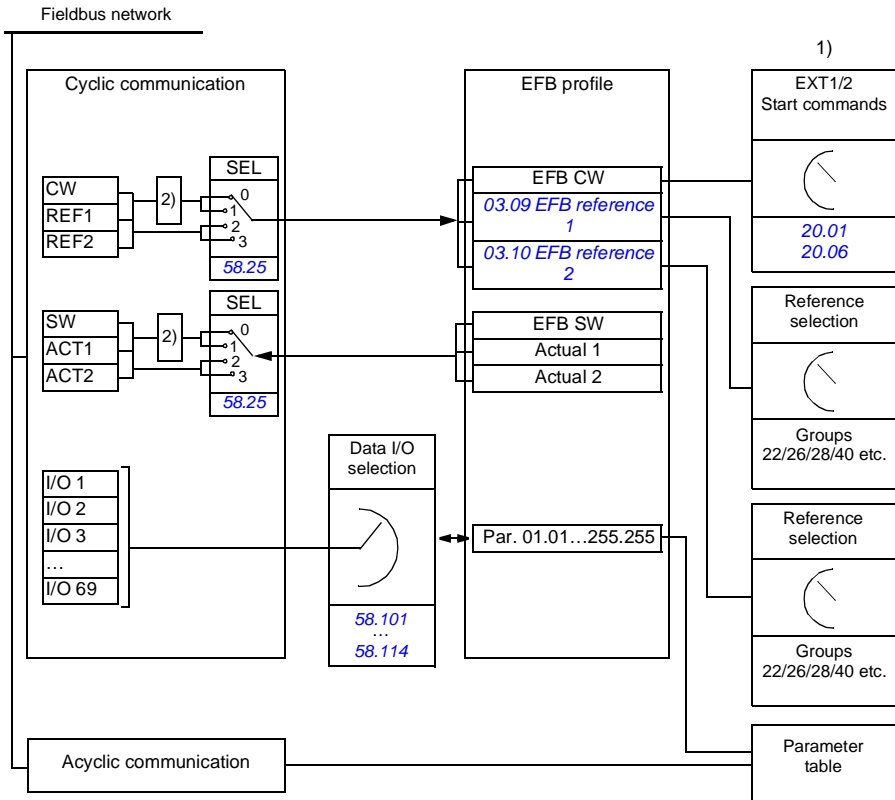 Fieldbus network
1)
Cyclic communication
EFB profile
EXT1/2
Start commands
SEL
CW
REF1
REF2
2)
0
1
2
3
58.25
EFB CW
03.09 EFB reference
1
03.10 EFB reference
2
20.01
20.06
SEL
SW
ACT1
ACT2
2)
0
1
2
3
58.25
EFB SW
Actual 1
Actual 2
Reference
selection
Groups
22/26/28/40 etc.
I/O 1
I/O 2
I/O 3
...
I/O 69
Data I/O
selection
58.101
...
58.114
Par. 01.01...255.255
Reference
selection
Groups
22/26/28/40 etc.
Acyclic communication
Parameter
table